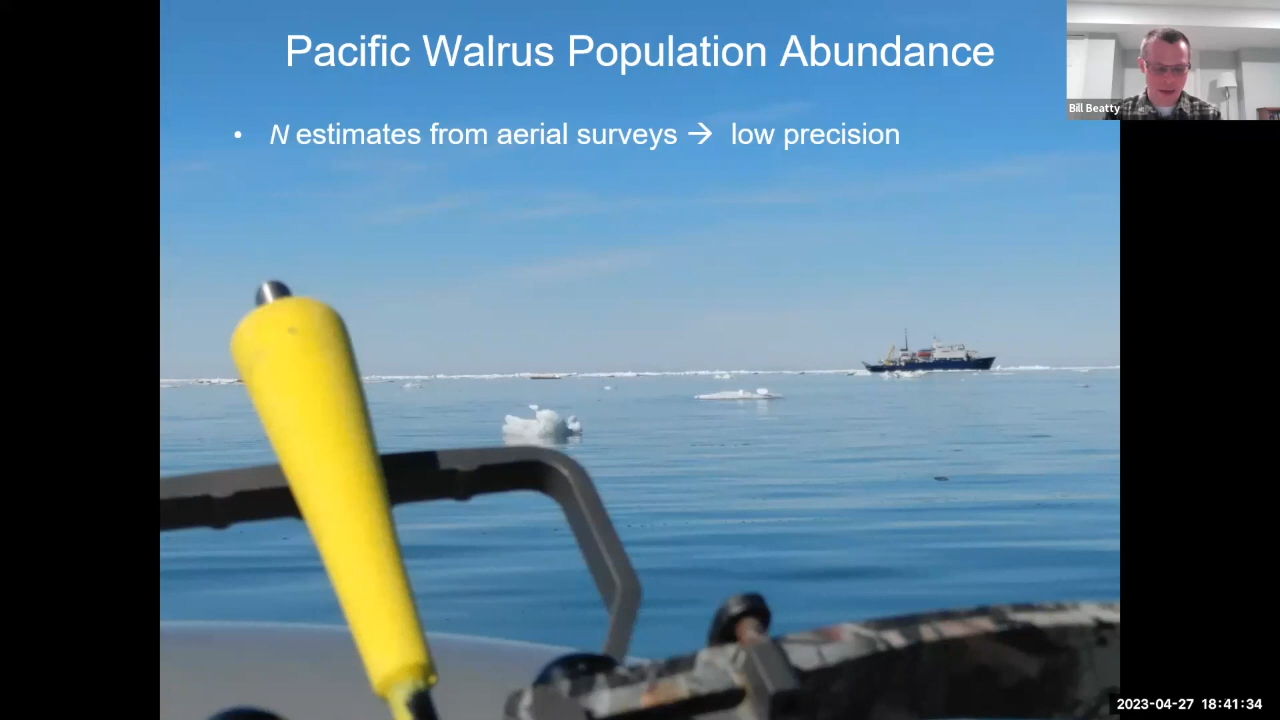 Pacific Walrus Population Abundance
Bill Beatty
• N estimates from aerial surveys → low precision
2023-04-27 18:41:34